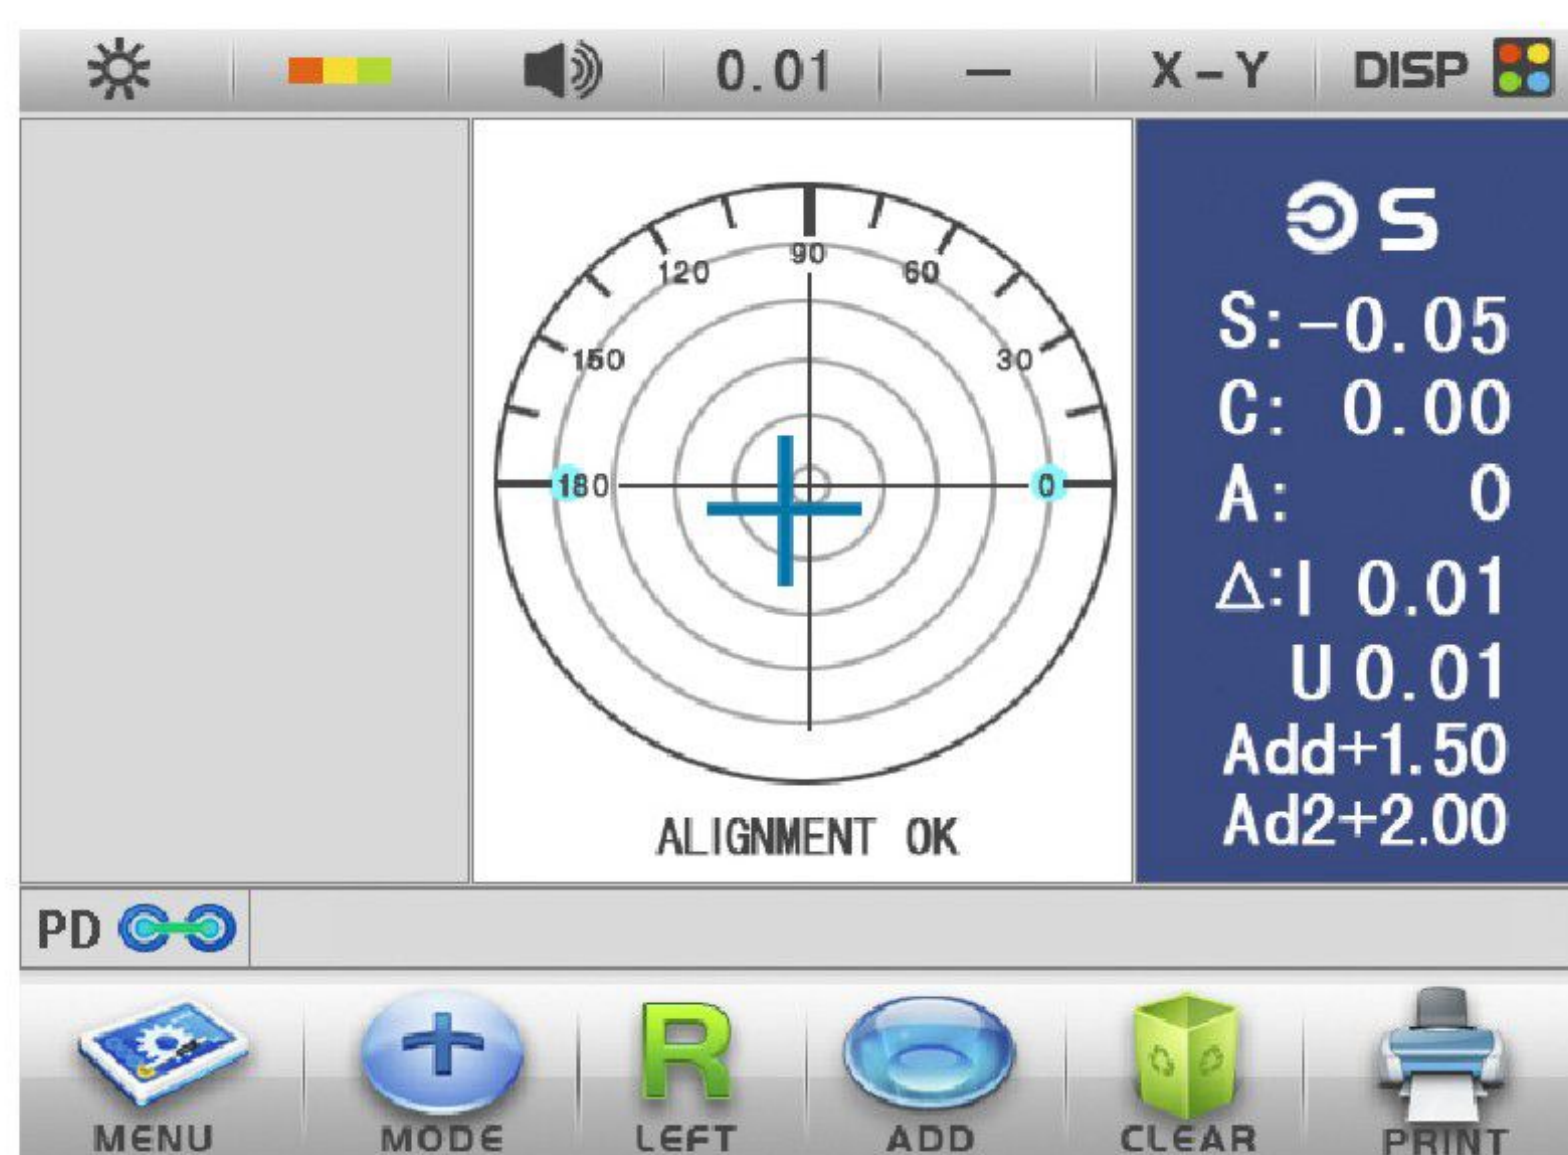 0.01 — X-Y DISP
S
S:-0.05
C: 0.00
A: 0
Δ:I 0.01
U 0.01
Add+1.50
Ad2+2.00
90
120 60
150 30
180 0
ALIGNMENT OK
PD
R
MENU MODE LEFT ADD CLEAR PRINT